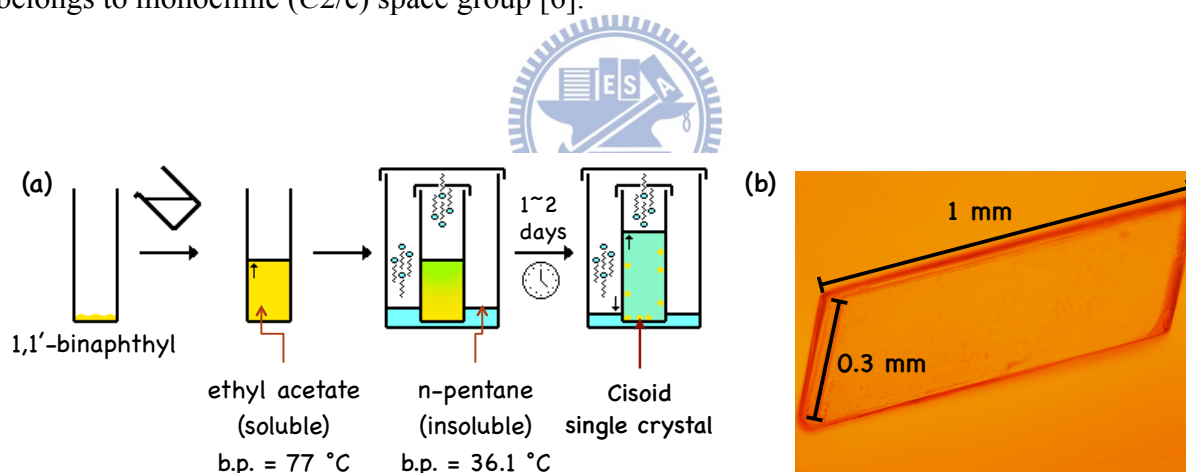 belongs to monoclinic (C2/c) space group [6].
ES
A
(a)
1,1'-binaphthyl
ethyl acetate
(soluble)
b.p. = 77 °C
n-pentane
(insoluble)
b.p. = 36.1 °C
1~2
days
Cisoid
single crystal
(b)
1 mm
0.3 mm